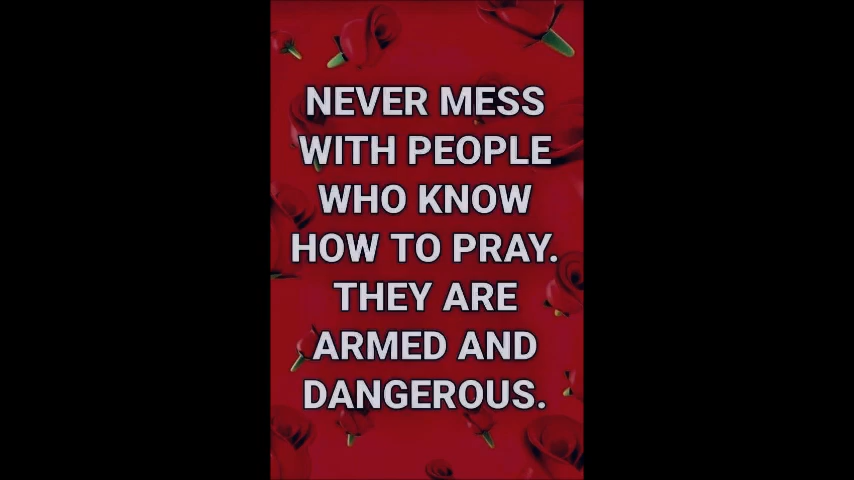 NEVER MESS
WITH PEOPLE
WHO KNOW
HOW TO PRAY.
THEY ARE
ARMED AND
DANGEROUS.